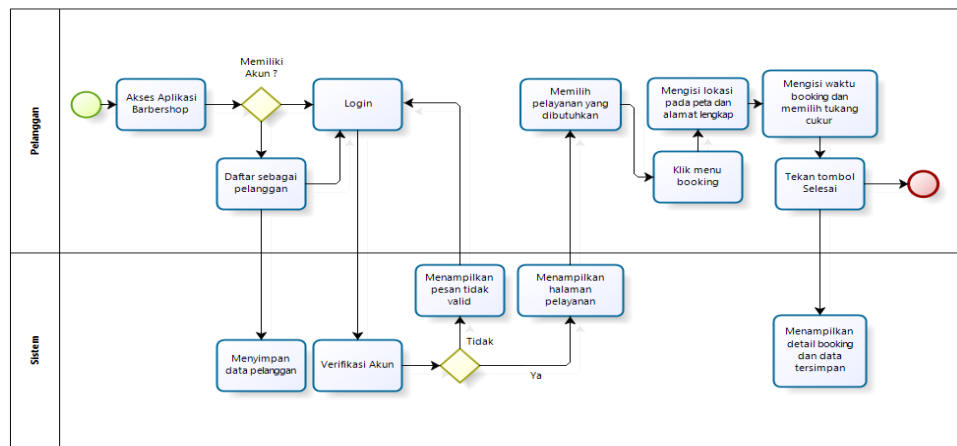 Pelanggan
Memiliki
Akun ?
Akses Aplikasi
Barbershop
Login
Daftar sebagai
pelanggan
Memilih
pelayanan yang
dibutuhkan
Mengisi lokasi
pada peta dan
alamat lengkap
Mengisi waktu
booking dan
memilih tukang
cukur
Klik menu
booking
Tekan tombol
Selesai
Sistem
Menampilkan
pesan tidak
valid
Menampilkan
halaman
pelayanan
Menyimpan
data pelanggan
Verifikasi Akun
Tidak
Ya
Menampilkan
detail booking
dan data
tersimpan